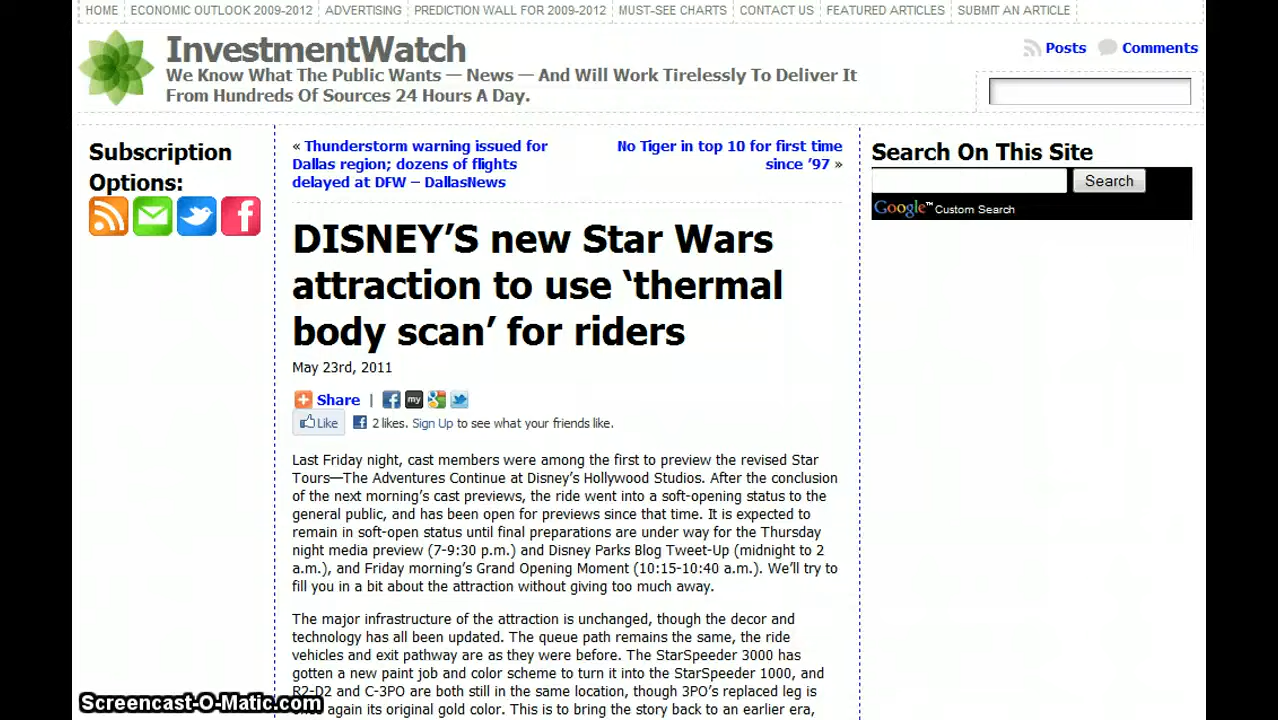 HOME ECONOMIC OUTLOOK 2009-2012 ADVERTISING PREDICTION WALL FOR 2009-2012 MUST-SEE CHARTS CONTACT US FEATURED ARTICLES SUBMIT AN ARTICLE
InvestmentWatch
We Know What The Public Wants — News — And Will Work Tirelessly To Deliver It
From Hundreds Of Sources 24 Hours A Day.
Posts Comments
Subscription
Options:
« Thunderstorm warning issued for
Dallas region; dozens of flights
delayed at DFW – DallasNews
No Tiger in top 10 for first time
since ’97 »
DISNEY’S new Star Wars
attraction to use ‘thermal
body scan’ for riders
May 23rd, 2011
Share | my
Like 2 likes. Sign Up to see what your friends like.
Last Friday night, cast members were among the first to preview the revised Star
Tours—The Adventures Continue at Disney’s Hollywood Studios. After the conclusion
of the next morning’s cast previews, the ride went into a soft-opening status to the
general public, and has been open for previews since that time. It is expected to
remain in soft-open status until final preparations are under way for the Thursday
night media preview (7-9:30 p.m.) and Disney Parks Blog Tweet-Up (midnight to 2
a.m.), and Friday morning’s Grand Opening Moment (10:15-10:40 a.m.). We’ll try to
fill you in a bit about the attraction without giving too much away.
The major infrastructure of the attraction is unchanged, though the decor and
technology has all been updated. The queue path remains the same, the ride
vehicles and exit pathway are as they were before. The StarSpeeder 3000 has
gotten a new paint job and color scheme to turn it into the StarSpeeder 1000, and
R2-D2 and C-3PO are both still in the same location, though 3PO’s replaced leg is
again its original gold color. This is to bring the story back to an earlier era,
Search On This Site
Search
Google™ Custom Search
Screencast-O-Matic.com